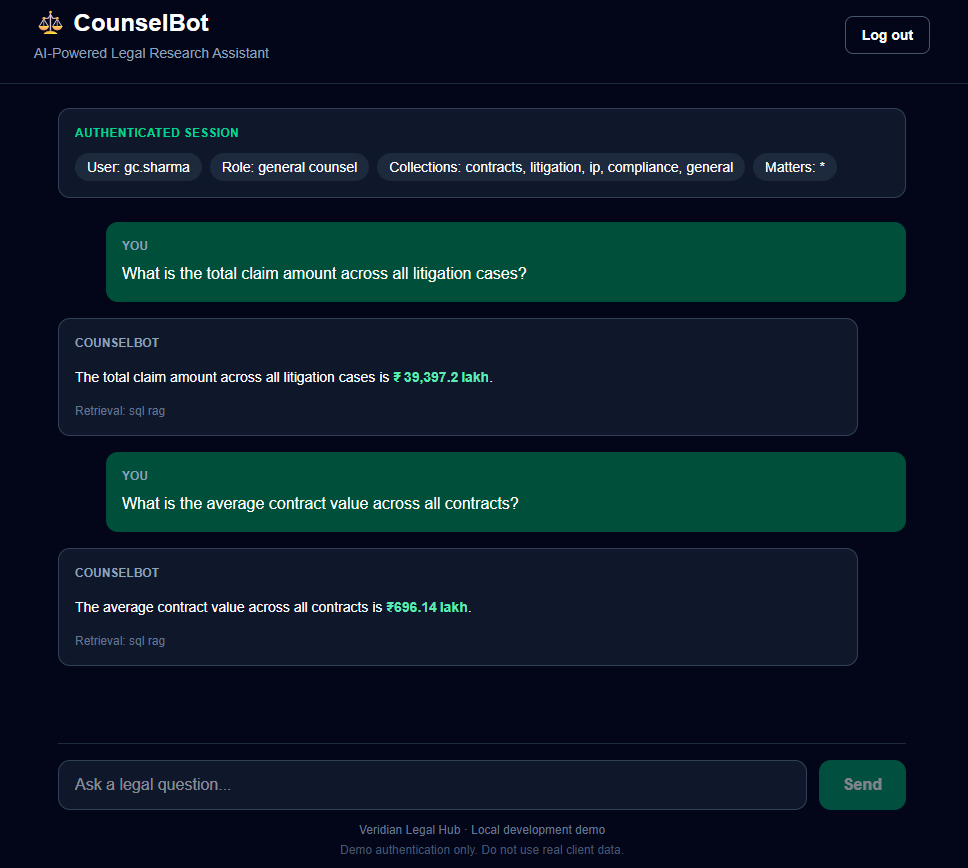 CounselBot
AI-Powered Legal Research Assistant
Log out
AUTHENTICATED SESSION
User: gc.sharma
Role: general counsel
Collections: contracts, litigation, ip, compliance, general
Matters: *
YOU
What is the total claim amount across all litigation cases?
COUNSELBOT
The total claim amount across all litigation cases is ₹ 39,397.2 lakh.
Retrieval: sql rag
YOU
What is the average contract value across all contracts?
COUNSELBOT
The average contract value across all contracts is ₹696.14 lakh.
Retrieval: sql rag
Ask a legal question...
Send
Veridian Legal Hub · Local development demo
Demo authentication only. Do not use real client data.